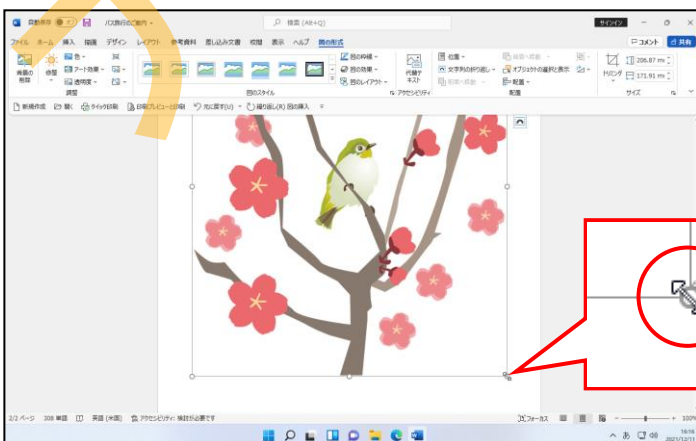 自動保存 オフ バス旅行のご案内 検索 (Alt+Q) サインイン
ファイル ホーム 挿入 描画 デザイン レイアウト 参考資料 差し込み文書 校閲 表示 ヘルプ 図の形式 コメント 共有
背景の削除 修整 色 アート効果 透明度 図の枠線 図の効果 図のレイアウト 代替テキスト 位置 文字列の折り返し オブジェクトの選択と表示 配置 トリミング 206.07 mm 171.91 mm
調整 図のスタイル アクセシビリティ 配置 サイズ
新規作成 開く クイック印刷 印刷プレビューと印刷 元に戻す(U) 繰り返し(R) 図の挿入
2/2 ページ 308 単語 英語 (米国) アクセシビリティ: 検討が必要です フォーカス 100%
あ 19:16